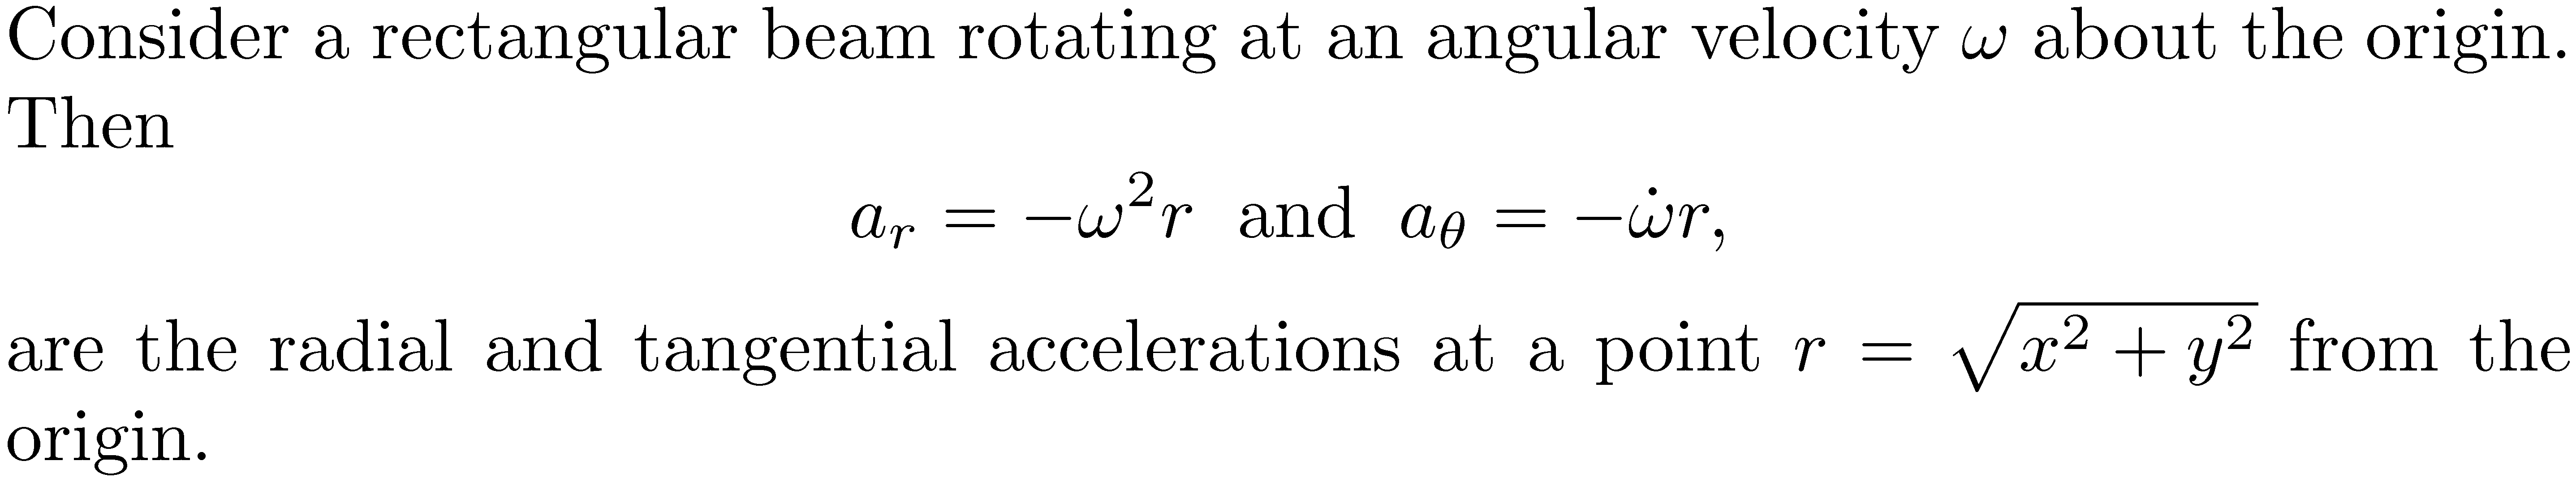 Consider a rectangular beam rotating at an angular velocity ω about the origin.
Then
a_r = −ω²r and a_θ = −ω̇r,
are the radial and tangential accelerations at a point r = √(x² + y²) from the
origin.